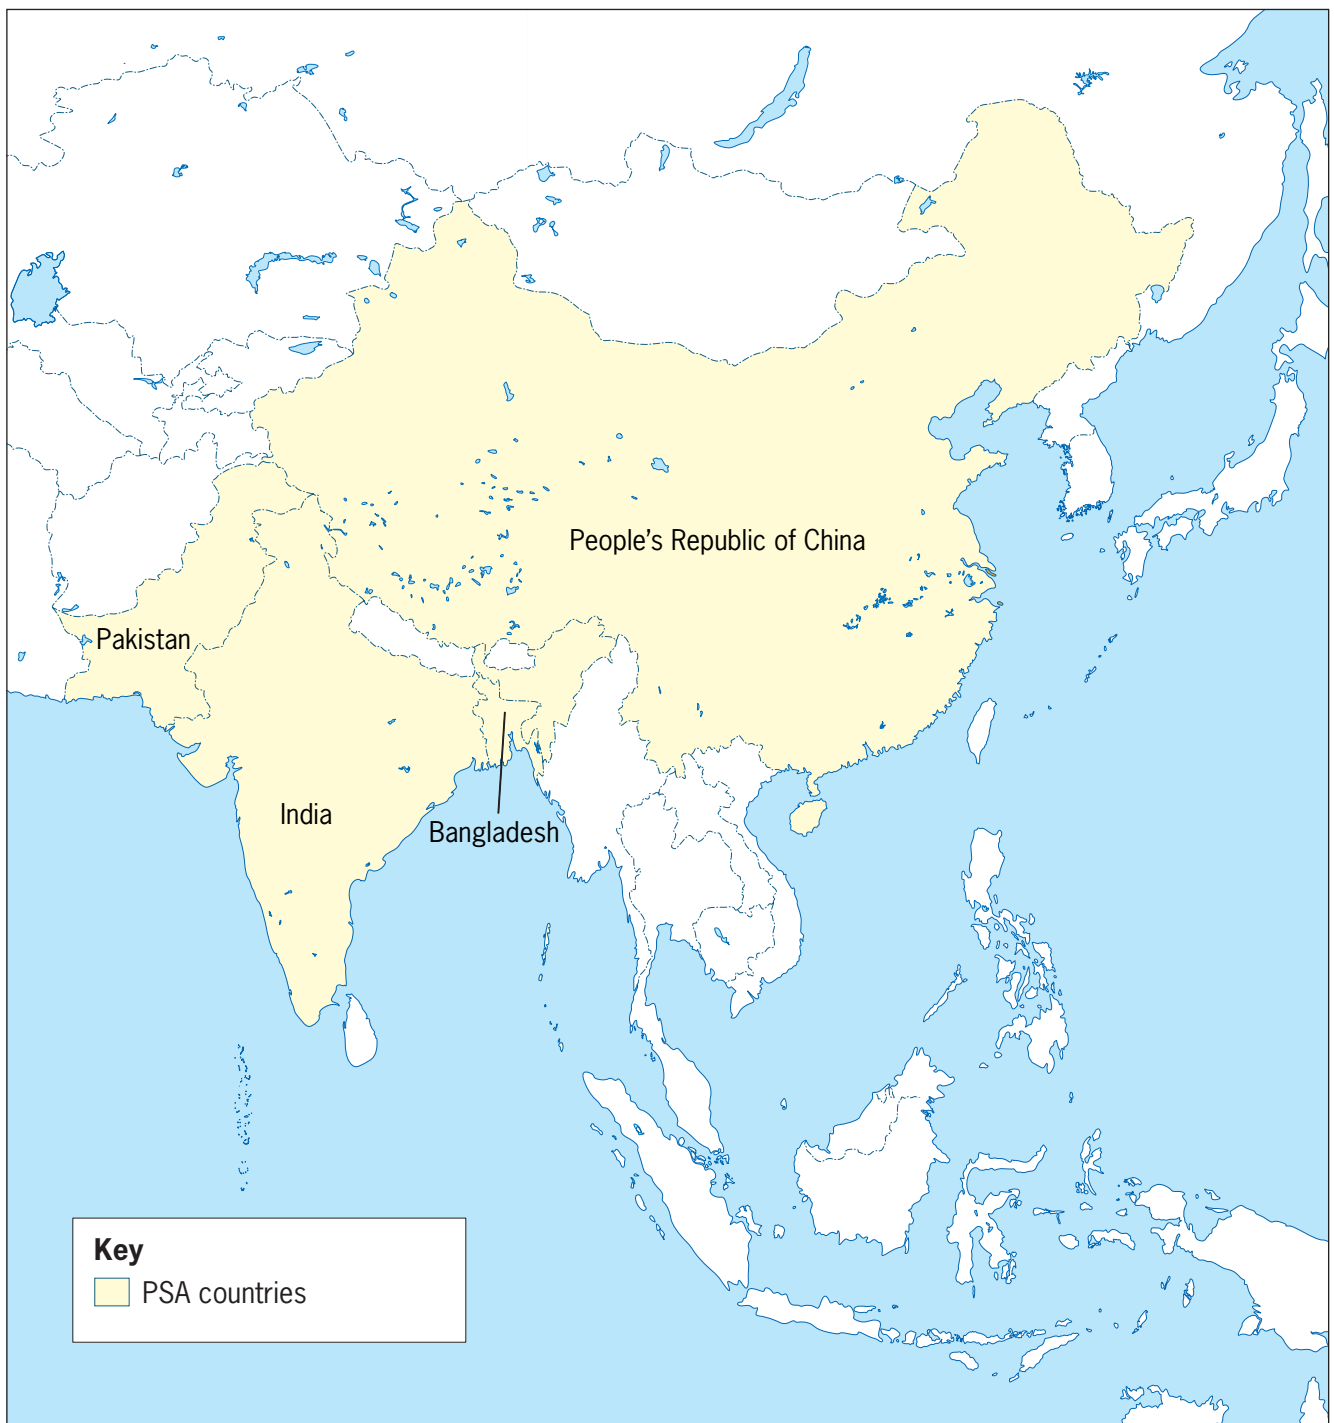 People's Republic of China
Pakistan
India
Bangladesh
Key
PSA countries